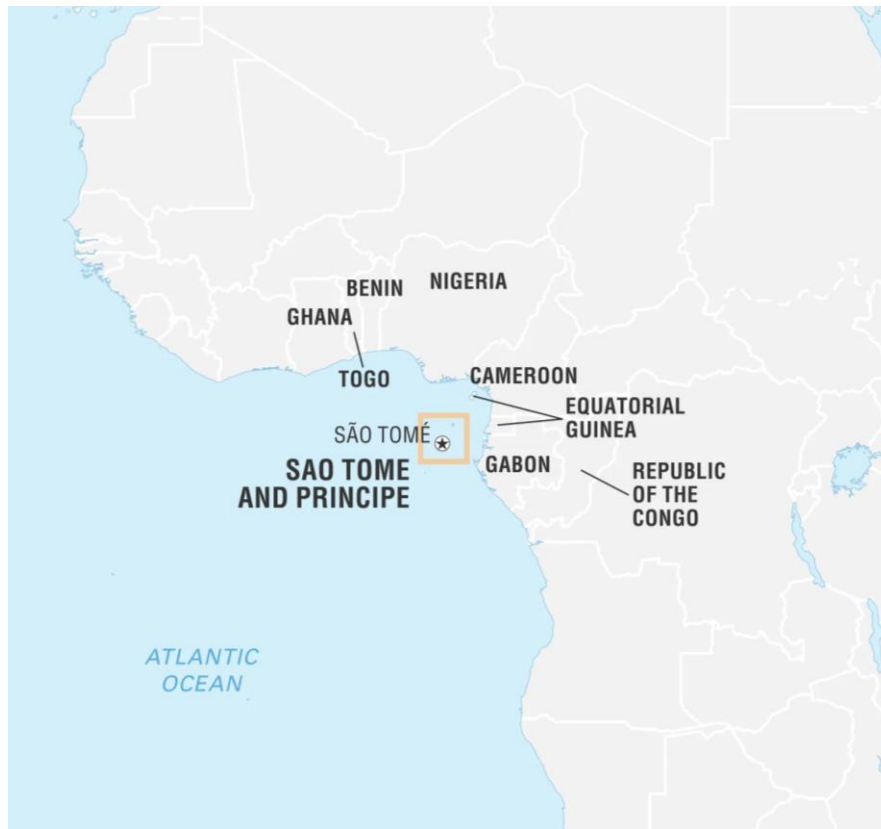 BENIN
NIGERIA
GHANA
TOGO
CAMEROON
EQUATORIAL
GUINEA
SÃO TOMÉ
SAO TOME
AND PRINCIPE
GABON
REPUBLIC
OF THE
CONGO
ATLANTIC
OCEAN